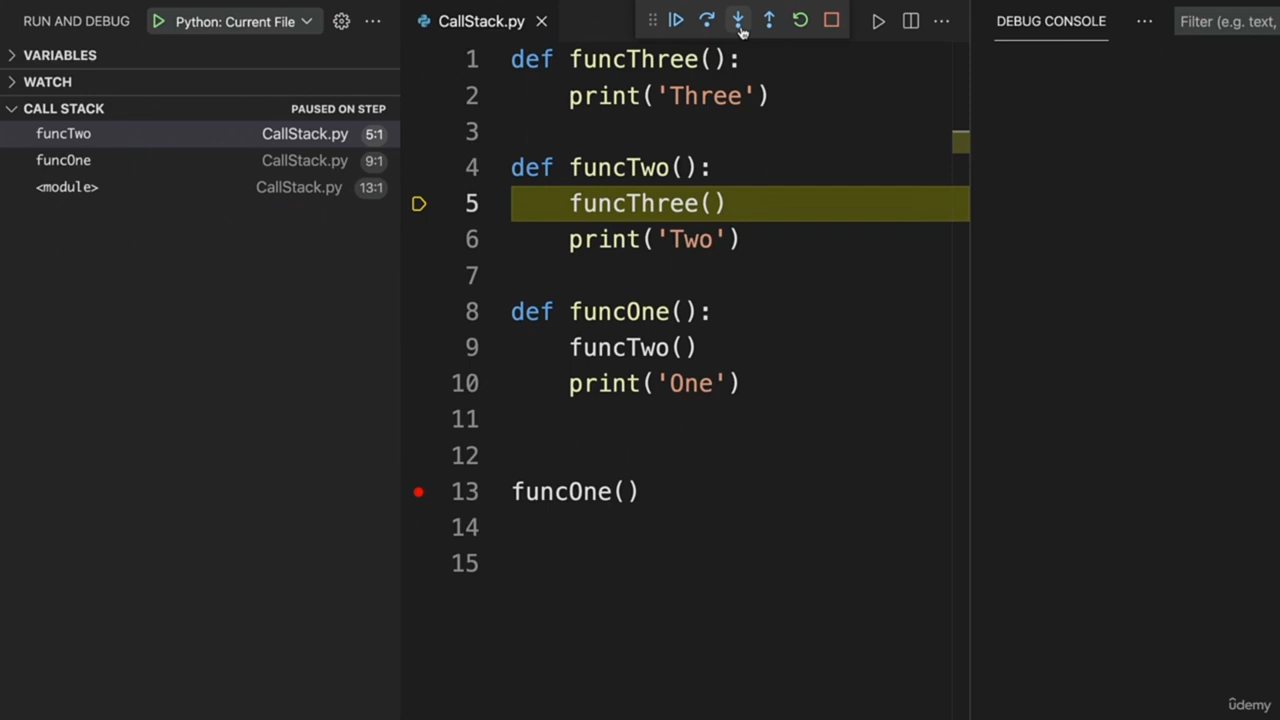 RUN AND DEBUG Python: Current File ···
VARIABLES
WATCH
CALL STACK PAUSED ON STEP
funcTwo CallStack.py 5:1
funcOne CallStack.py 9:1
<module> CallStack.py 13:1
CallStack.py
1 def funcThree():
2     print('Three')
3
4 def funcTwo():
5     funcThree()
6     print('Two')
7
8 def funcOne():
9     funcTwo()
10     print('One')
11
12
13 funcOne()
14
15
DEBUG CONSOLE ··· Filter (e.g. text,
ûdemy